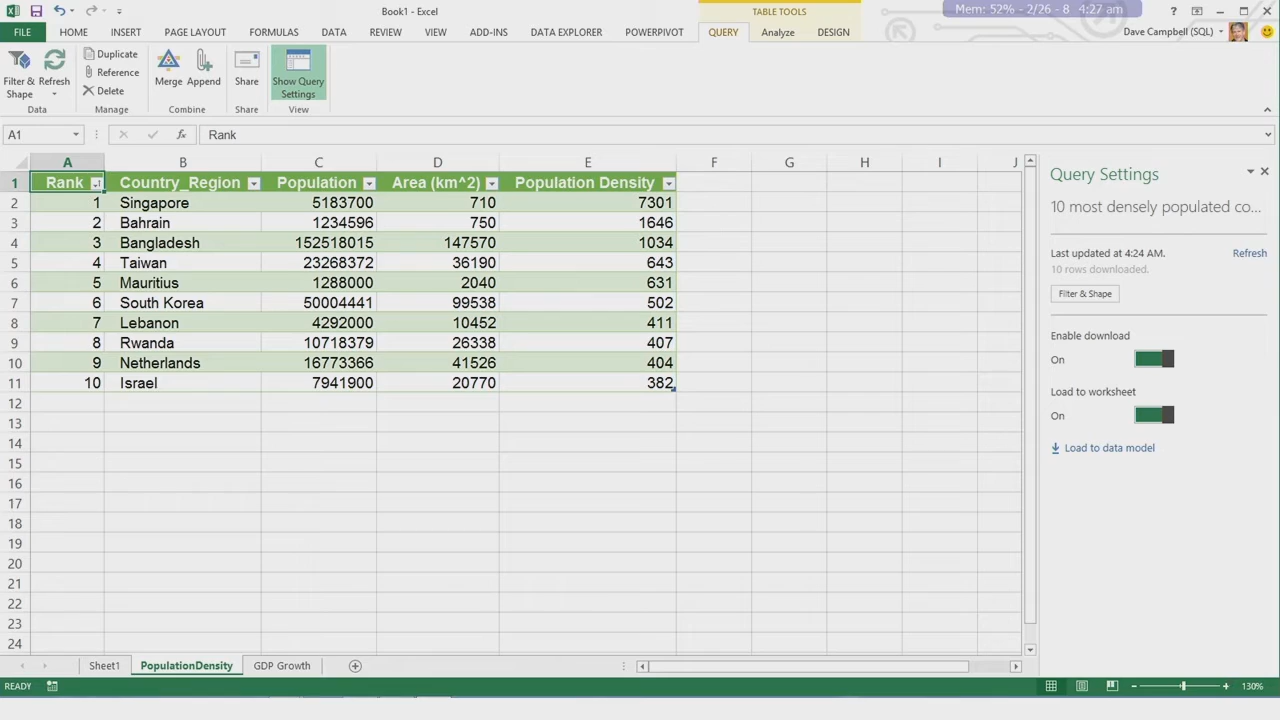 Book1 - Excel
TABLE TOOLS
Mem: 52% - 2/26 - 8 4:27 am
FILE HOME INSERT PAGE LAYOUT FORMULAS DATA REVIEW VIEW ADD-INS DATA EXPLORER POWERPIVOT QUERY Analyze DESIGN
Dave Campbell (SQL)
Filter & Shape
Refresh
Duplicate
Reference
Delete
Merge
Append
Share
Show Query Settings
Data Manage Combine Share View
A1 fx Rank
A B C D E F G H I J
1 Rank Country_Region Population Area (km^2) Population Density
2 1 Singapore 5183700 710 7301
3 2 Bahrain 1234596 750 1646
4 3 Bangladesh 152518015 147570 1034
5 4 Taiwan 23268372 36190 643
6 5 Mauritius 1288000 2040 631
7 6 South Korea 50004441 99538 502
8 7 Lebanon 4292000 10452 411
9 8 Rwanda 10718379 26338 407
10 9 Netherlands 16773366 41526 404
11 10 Israel 7941900 20770 382
12
13
14
15
16
17
18
19
20
21
22
23
24
Query Settings
10 most densely populated co...
Last updated at 4:24 AM. Refresh
10 rows downloaded.
Filter & Shape
Enable download
On
Load to worksheet
On
Load to data model
Sheet1 PopulationDensity GDP Growth
READY 130%